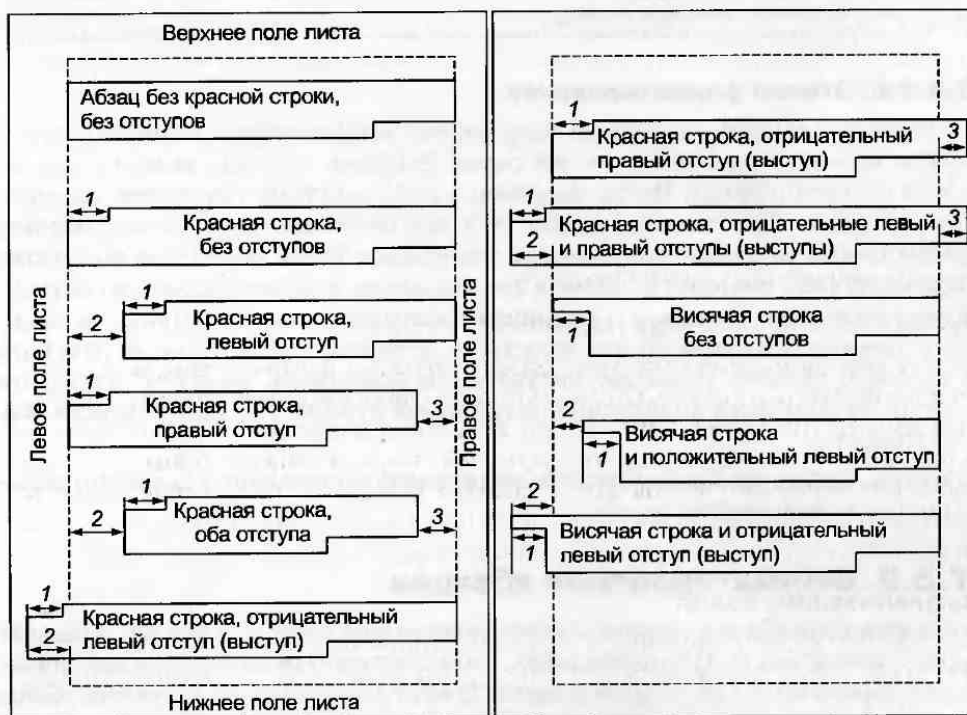 Верхнее поле листа
Абзац без красной строки,
без отступов
1
Красная строка,
без отступов
1
2
Красная строка,
левый отступ
1
Красная строка,
правый отступ
3
1
2
Красная строка,
оба отступа
3
1
2
Красная строка, отрицательный
левый отступ (выступ)
Нижнее поле листа
Левое поле листа
Правое поле листа
1
Красная строка, отрицательный
правый отступ (выступ)
3
1
2
Красная строка, отрицательные левый
и правый отступы (выступы)
3
1
Висячая строка
без отступов
2
1
Висячая строка
и положительный левый отступ
2
1
Висячая строка и отрицательный
левый отступ (выступ)